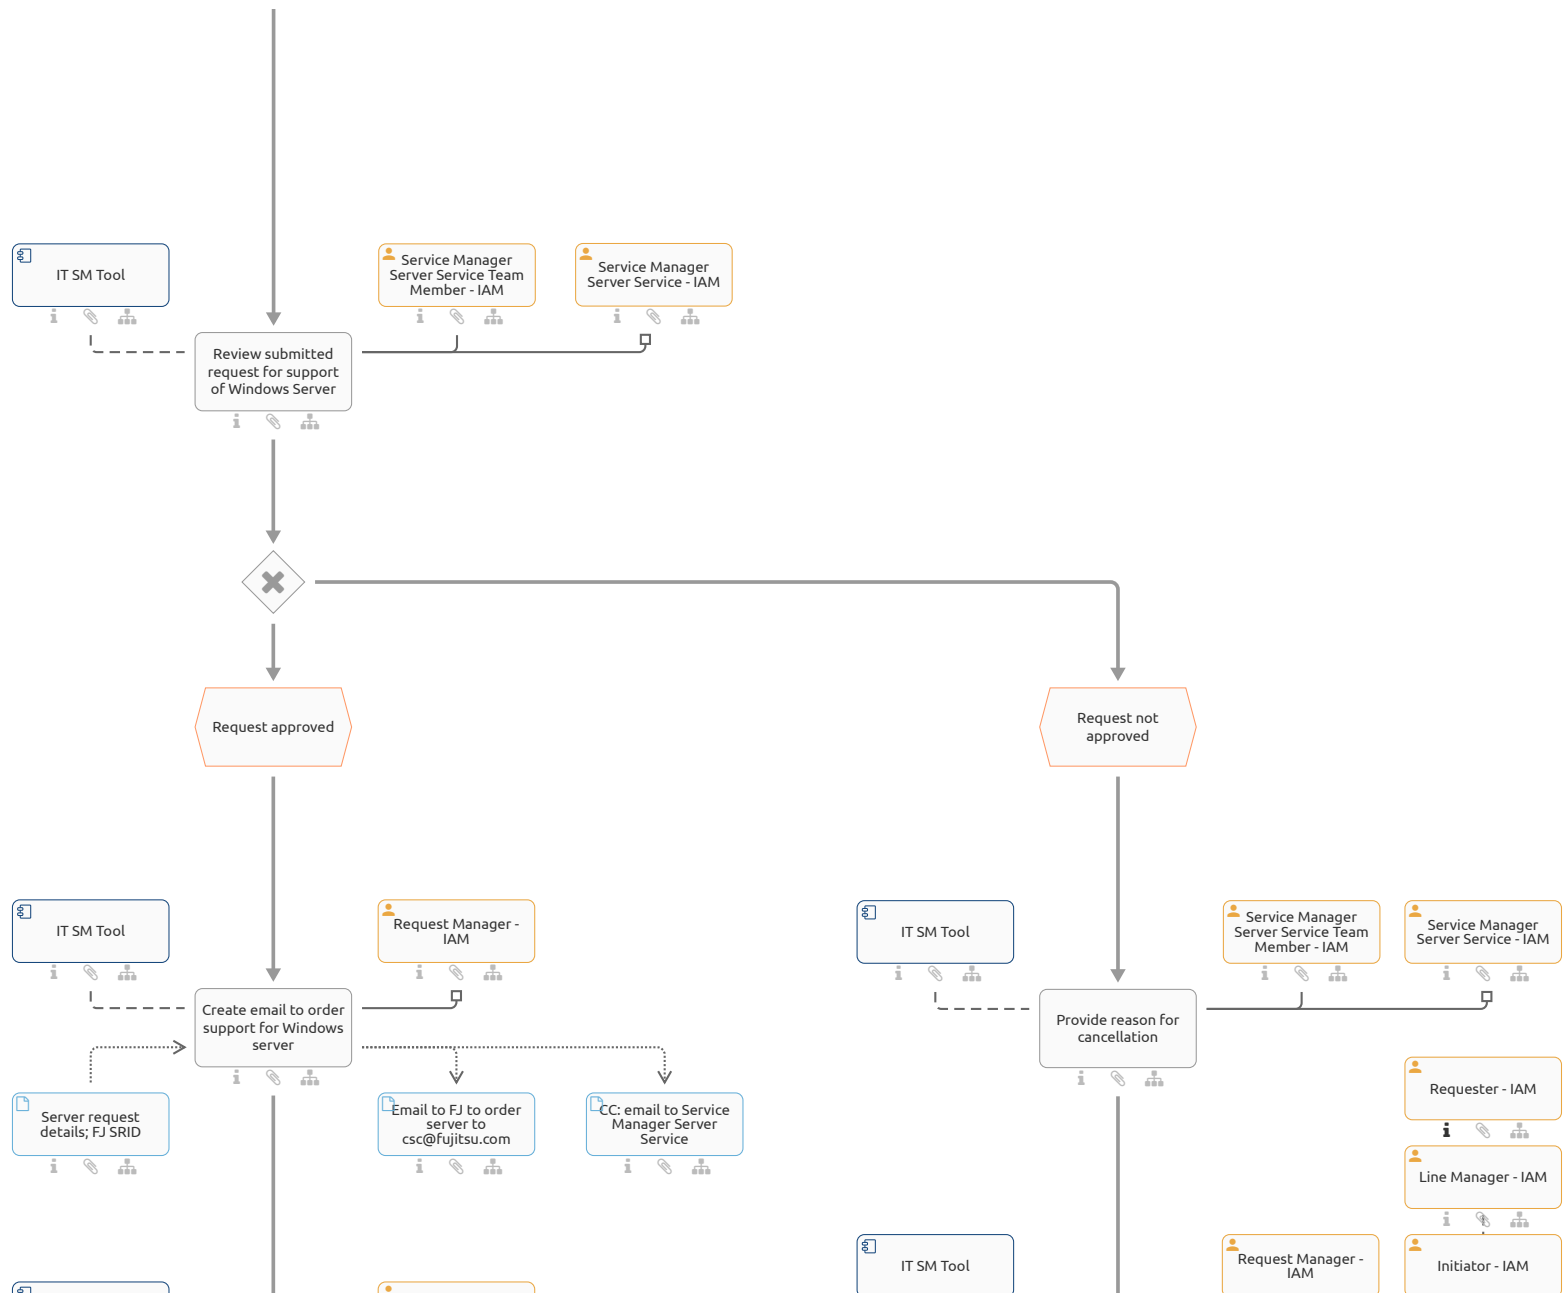 IT SM Tool
Service Manager
Server Service Team
Member - IAM
Service Manager
Server Service - IAM
Review submitted
request for support
of Windows Server
Request approved
Request not
approved
IT SM Tool
Request Manager -
IAM
IT SM Tool
Service Manager
Server Service Team
Member - IAM
Service Manager
Server Service - IAM
Create email to order
support for Windows
server
Provide reason for
cancellation
Server request
details; FJ SRID
Email to FJ to order
server to
csc@fujitsu.com
CC: email to Service
Manager Server
Service
Requester - IAM
Line Manager - IAM
IT SM Tool
Request Manager -
IAM
Initiator - IAM